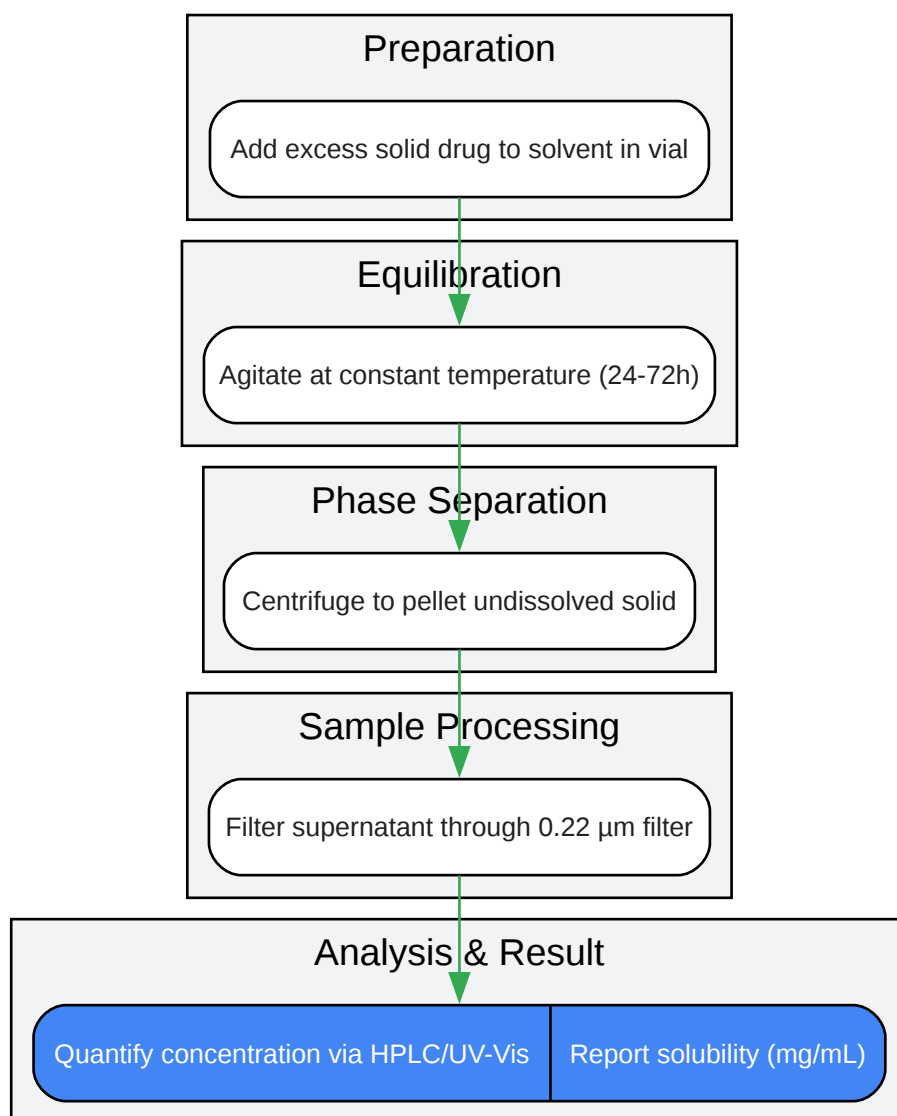 Preparation
Add excess solid drug to solvent in vial
Equilibration
Agitate at constant temperature (24-72h)
Phase Separation
Centrifuge to pellet undissolved solid
Sample Processing
Filter supernatant through 0.22 µm filter
Analysis & Result
Quantify concentration via HPLC/UV-Vis
Report solubility (mg/mL)